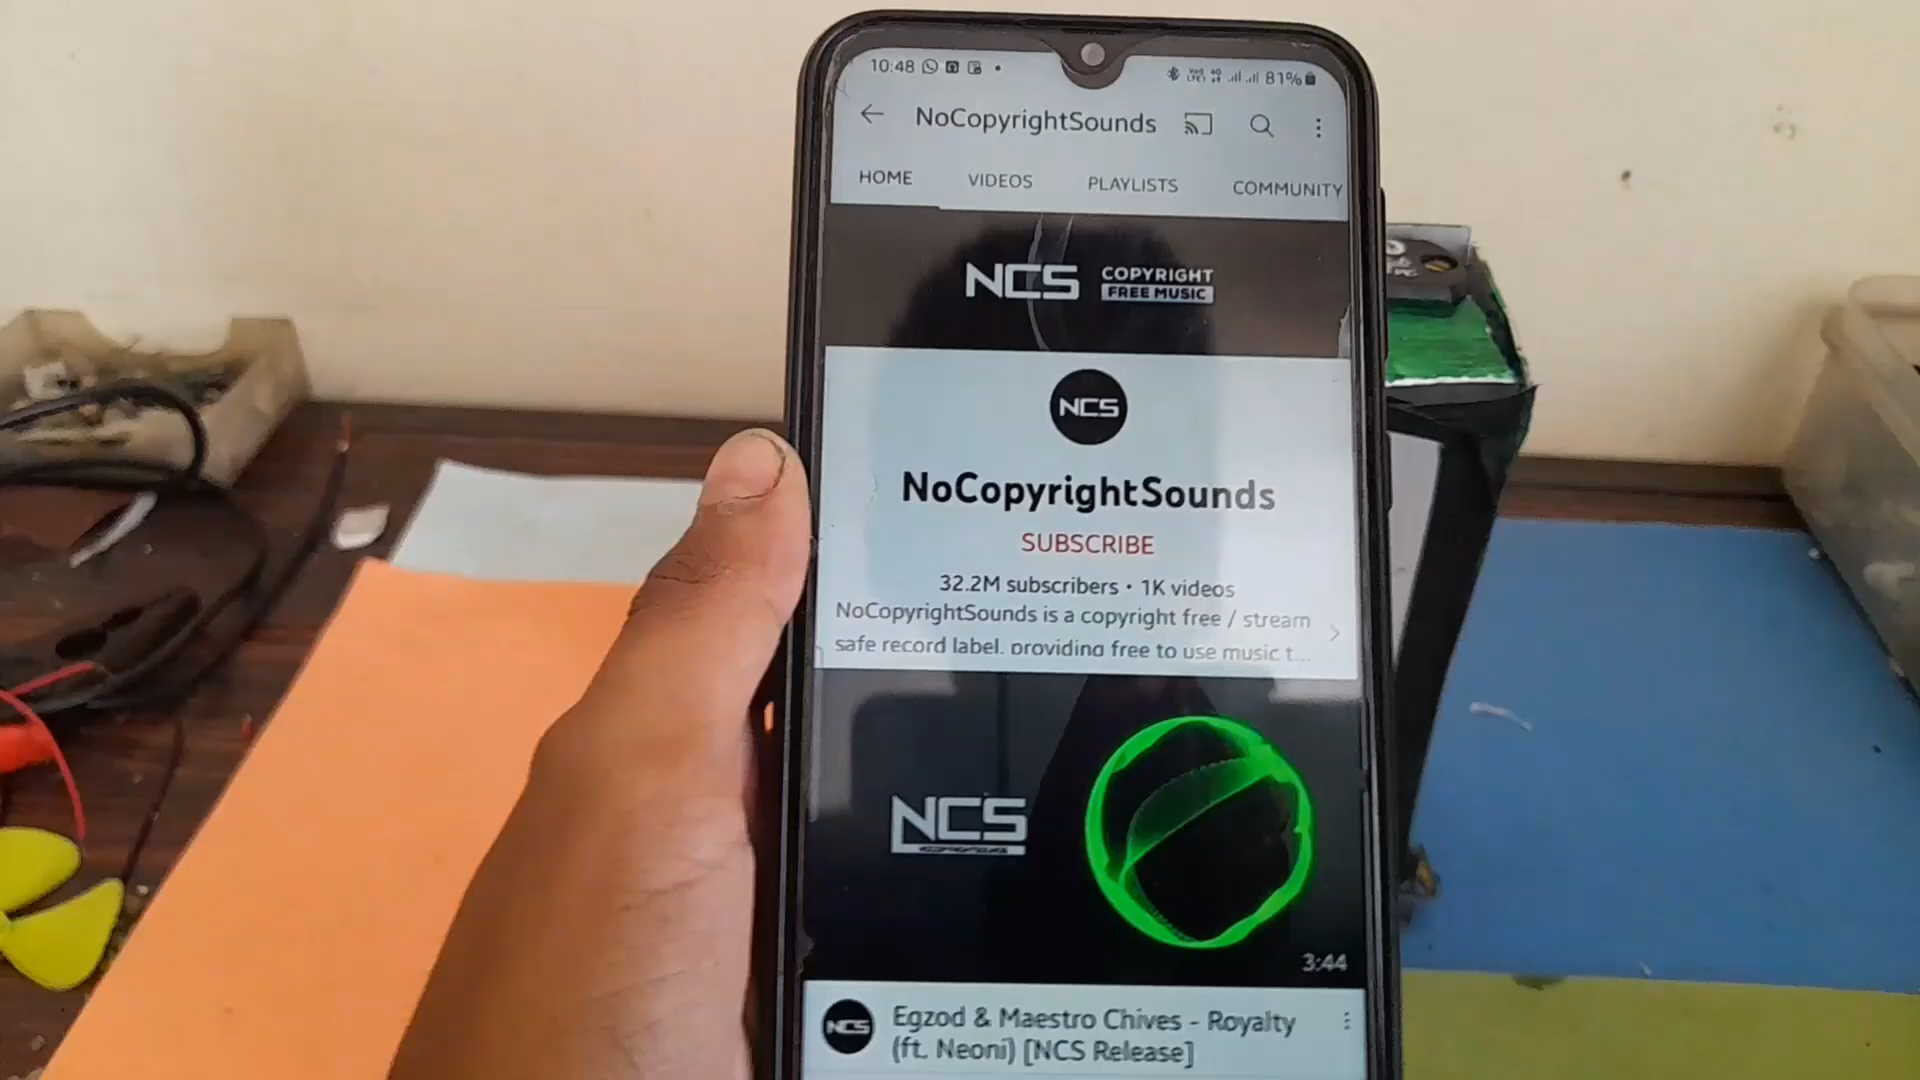 10:48 81%
NoCopyrightSounds
HOME VIDEOS PLAYLISTS COMMUNITY
NCS COPYRIGHT
FREE MUSIC
NCS
NoCopyrightSounds
SUBSCRIBE
32.2M subscribers • 1K videos
NoCopyrightSounds is a copyright free / stream
safe record label, providing free to use music t...
NCS
3:44
NCS
Egzod & Maestro Chives - Royalty
(ft. Neoni) [NCS Release]